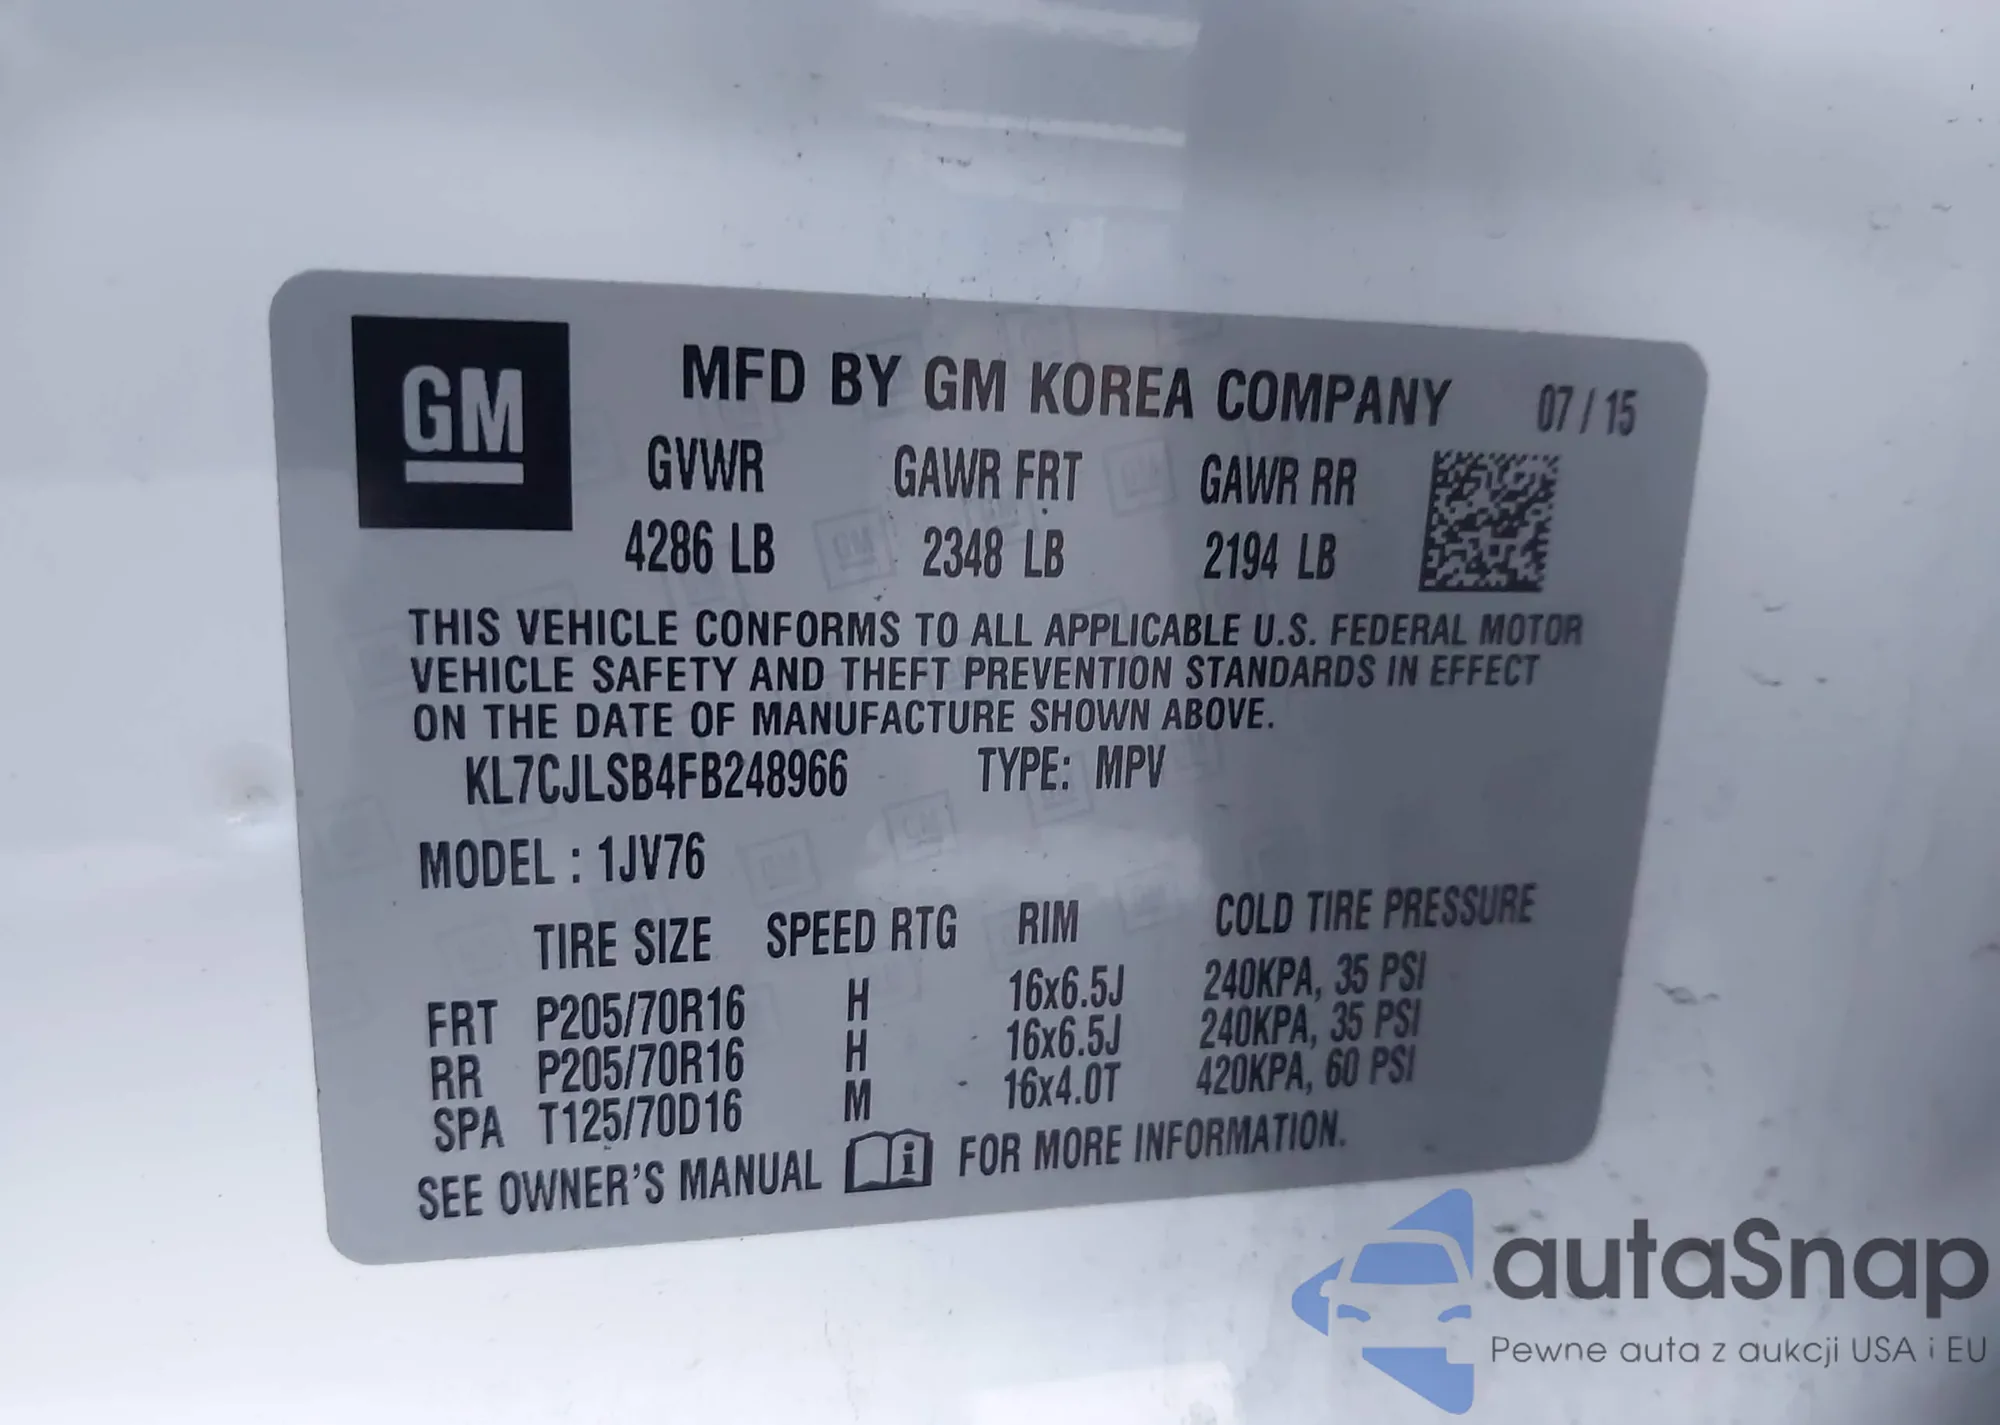 GM
MFD BY GM KOREA COMPANY 07/15
GVWR GAWR FRT GAWR RR
4286 LB 2348 LB 2194 LB
THIS VEHICLE CONFORMS TO ALL APPLICABLE U.S. FEDERAL MOTOR
VEHICLE SAFETY AND THEFT PREVENTION STANDARDS IN EFFECT
ON THE DATE OF MANUFACTURE SHOWN ABOVE.
KL7CJLSB4FB248966 TYPE: MPV
MODEL : 1JV76
TIRE SIZE SPEED RTG RIM COLD TIRE PRESSURE
FRT P205/70R16 H 16x6.5J 240KPA, 35 PSI
RR P205/70R16 H 16x6.5J 240KPA, 35 PSI
SPA T125/70D16 M 16x4.0T 420KPA, 60 PSI
SEE OWNER'S MANUAL i FOR MORE INFORMATION.
autaSnap
Pewne auta z aukcji USA i EU